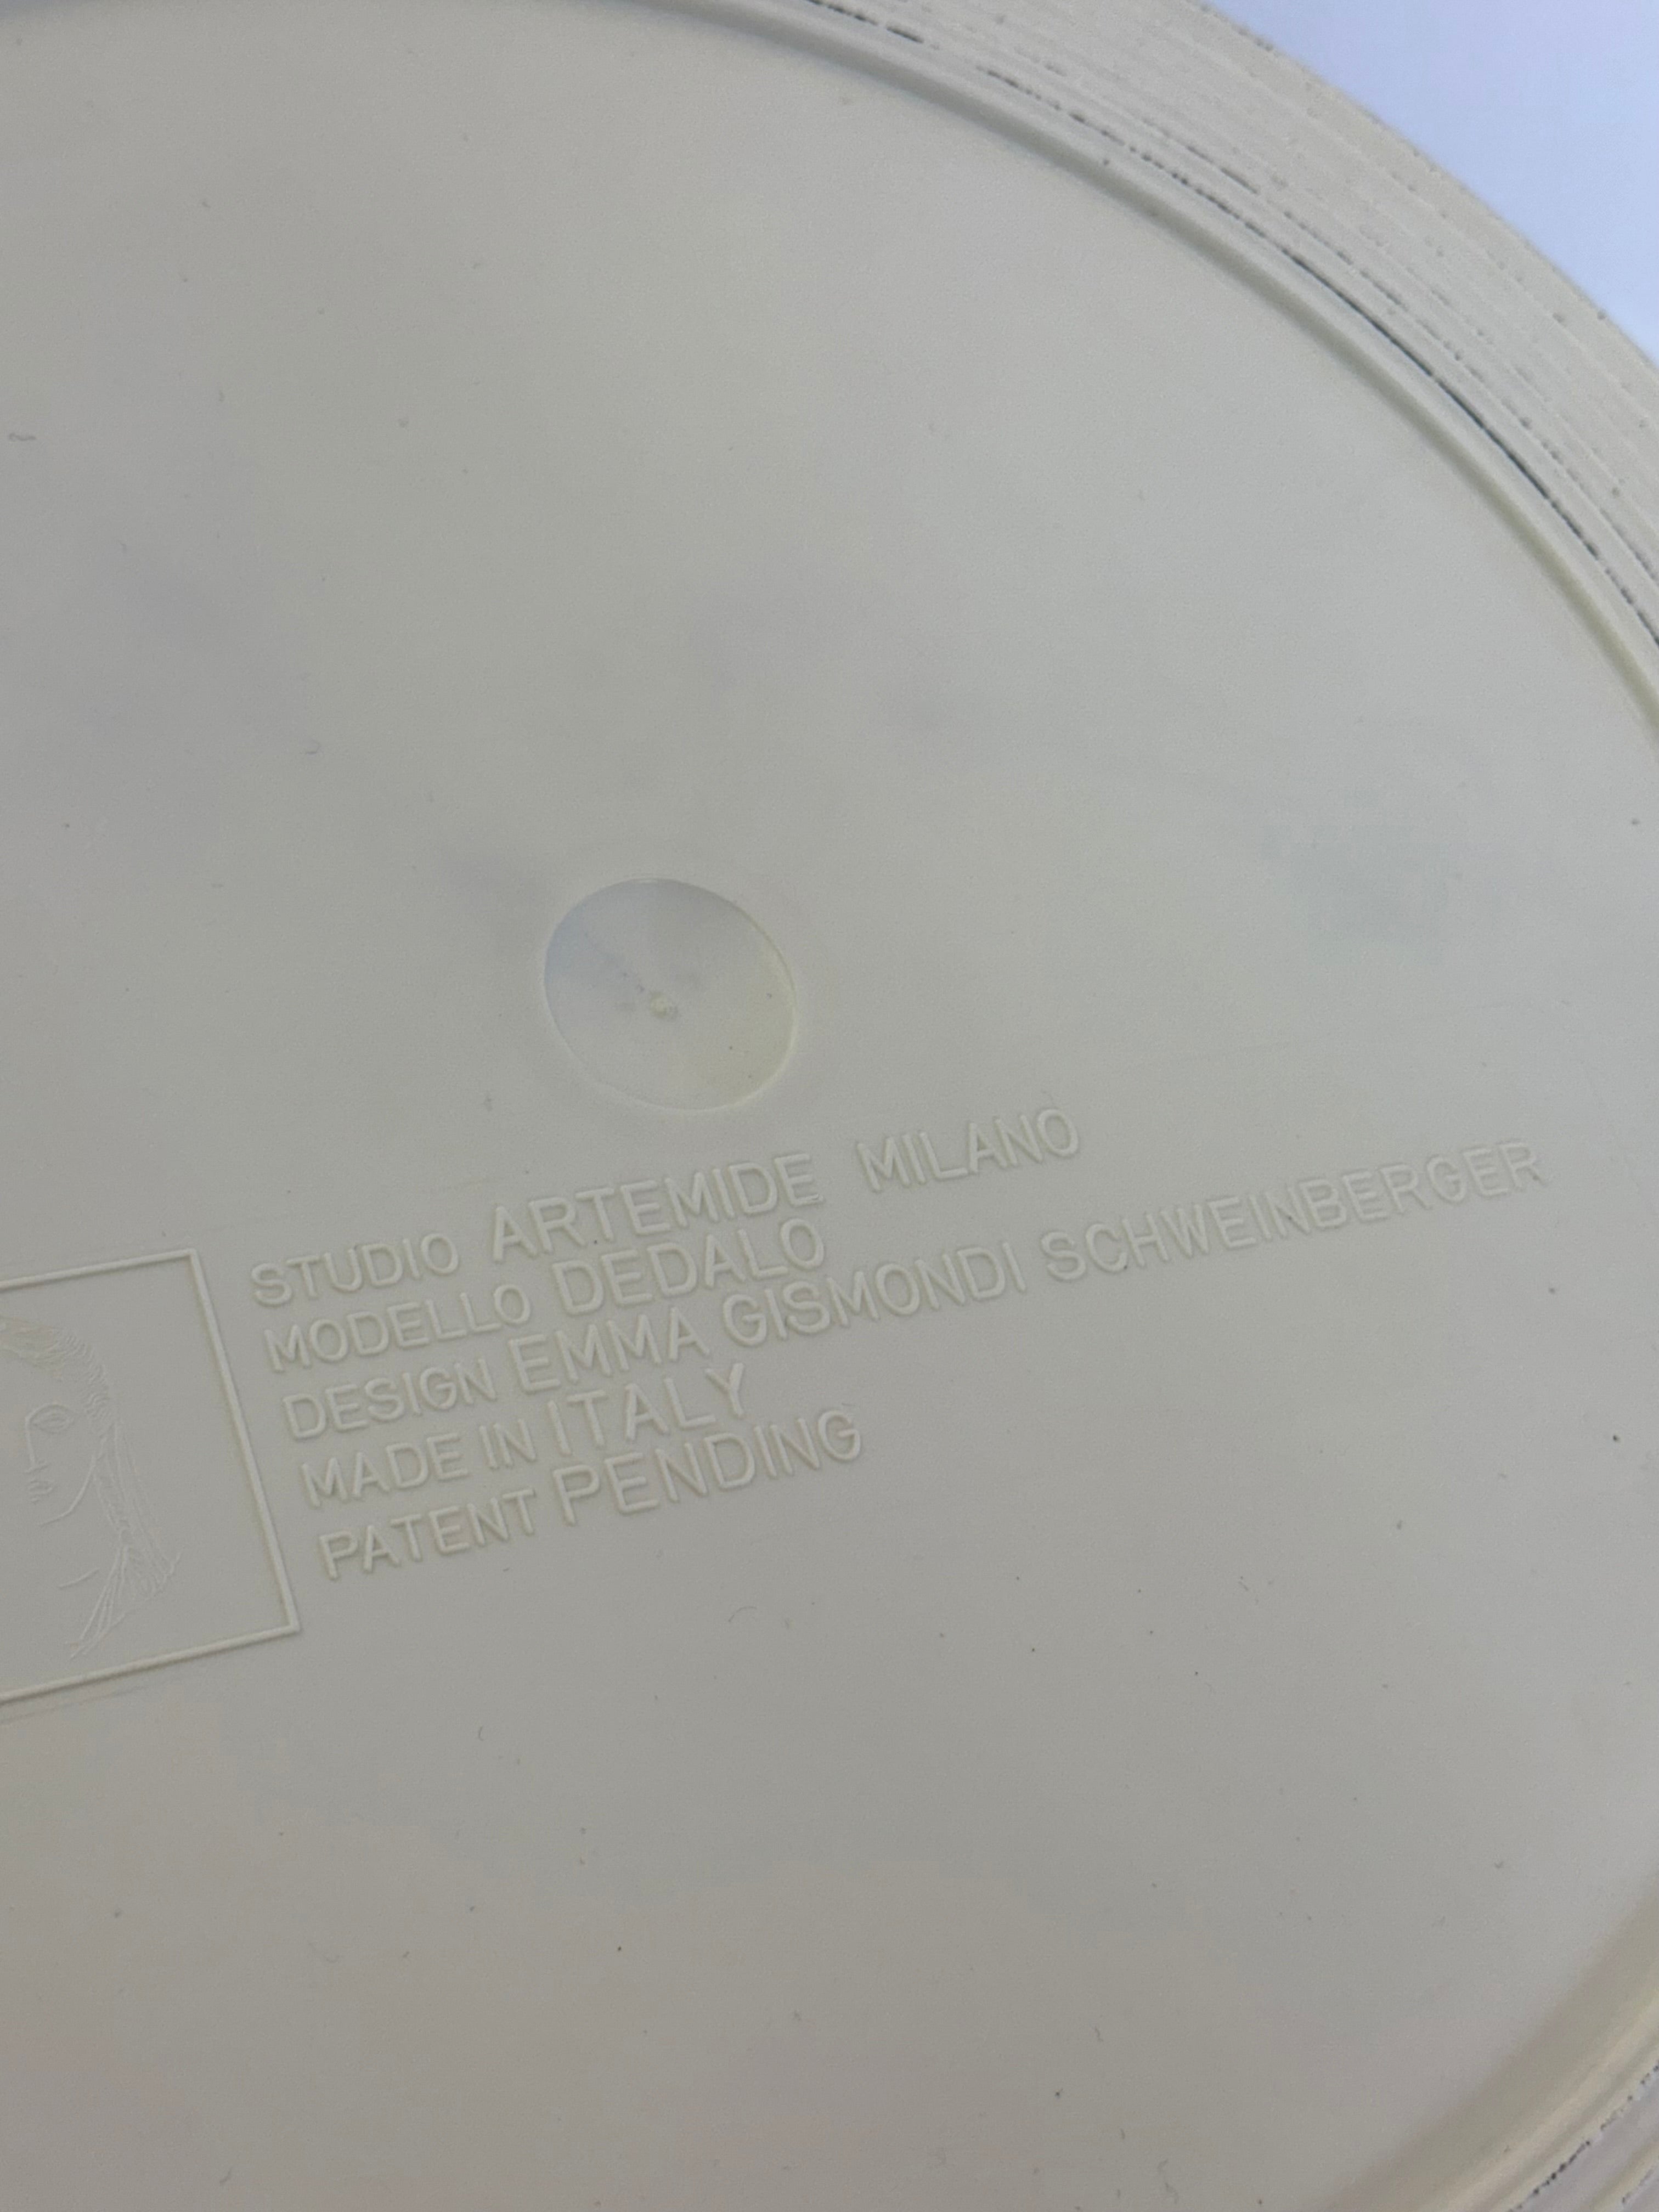 STUDIO ARTEMIDE MILANO
MODELLO DEDALO
DESIGN EMMA GISMONDI SCHWEINBERGER
MADE IN ITALY
PATENT PENDING